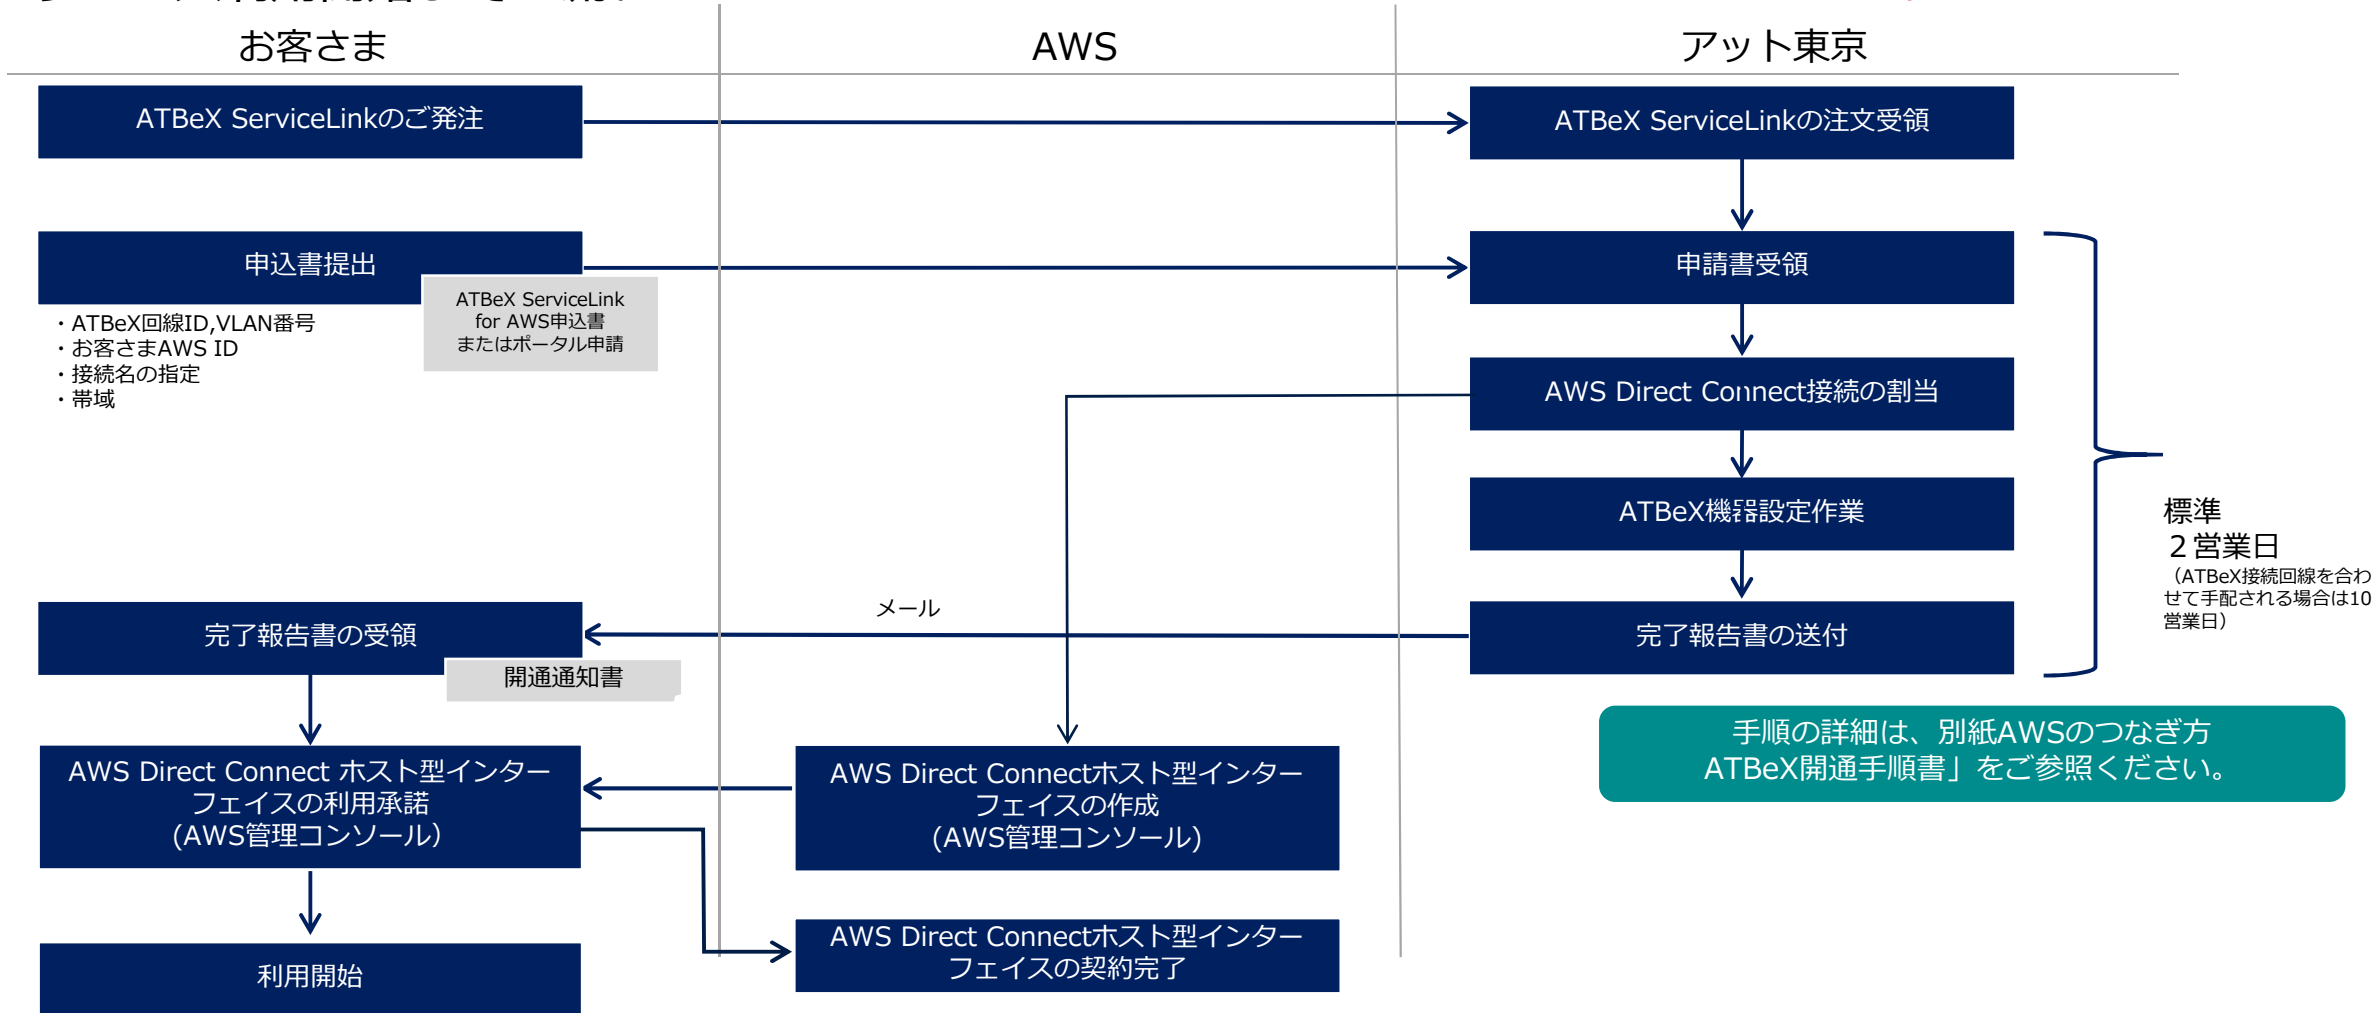 お客さま
AWS
アット東京
ATBeX ServiceLinkのご発注
ATBeX ServiceLinkの注文受領
申込書提出
申請書受領
ATBeX ServiceLink
for AWS申込書
またはポータル申請
・ATBeX回線ID,VLAN番号
・お客さまAWS ID
・接続名の指定
・帯域
AWS Direct Connect接続の割当
ATBeX機器設定作業
標準
２営業日
（ATBeX接続回線を合わ
せて手配される場合は10
営業日）
メール
完了報告書の受領
完了報告書の送付
開通通知書
手順の詳細は、別紙AWSのつなぎ方
ATBeX開通手順書」をご参照ください。
AWS Direct Connect ホスト型インター
フェイスの利用承諾
(AWS管理コンソール）
AWS Direct Connectホスト型インター
フェイスの作成
(AWS管理コンソール)
AWS Direct Connectホスト型インター
フェイスの契約完了
利用開始